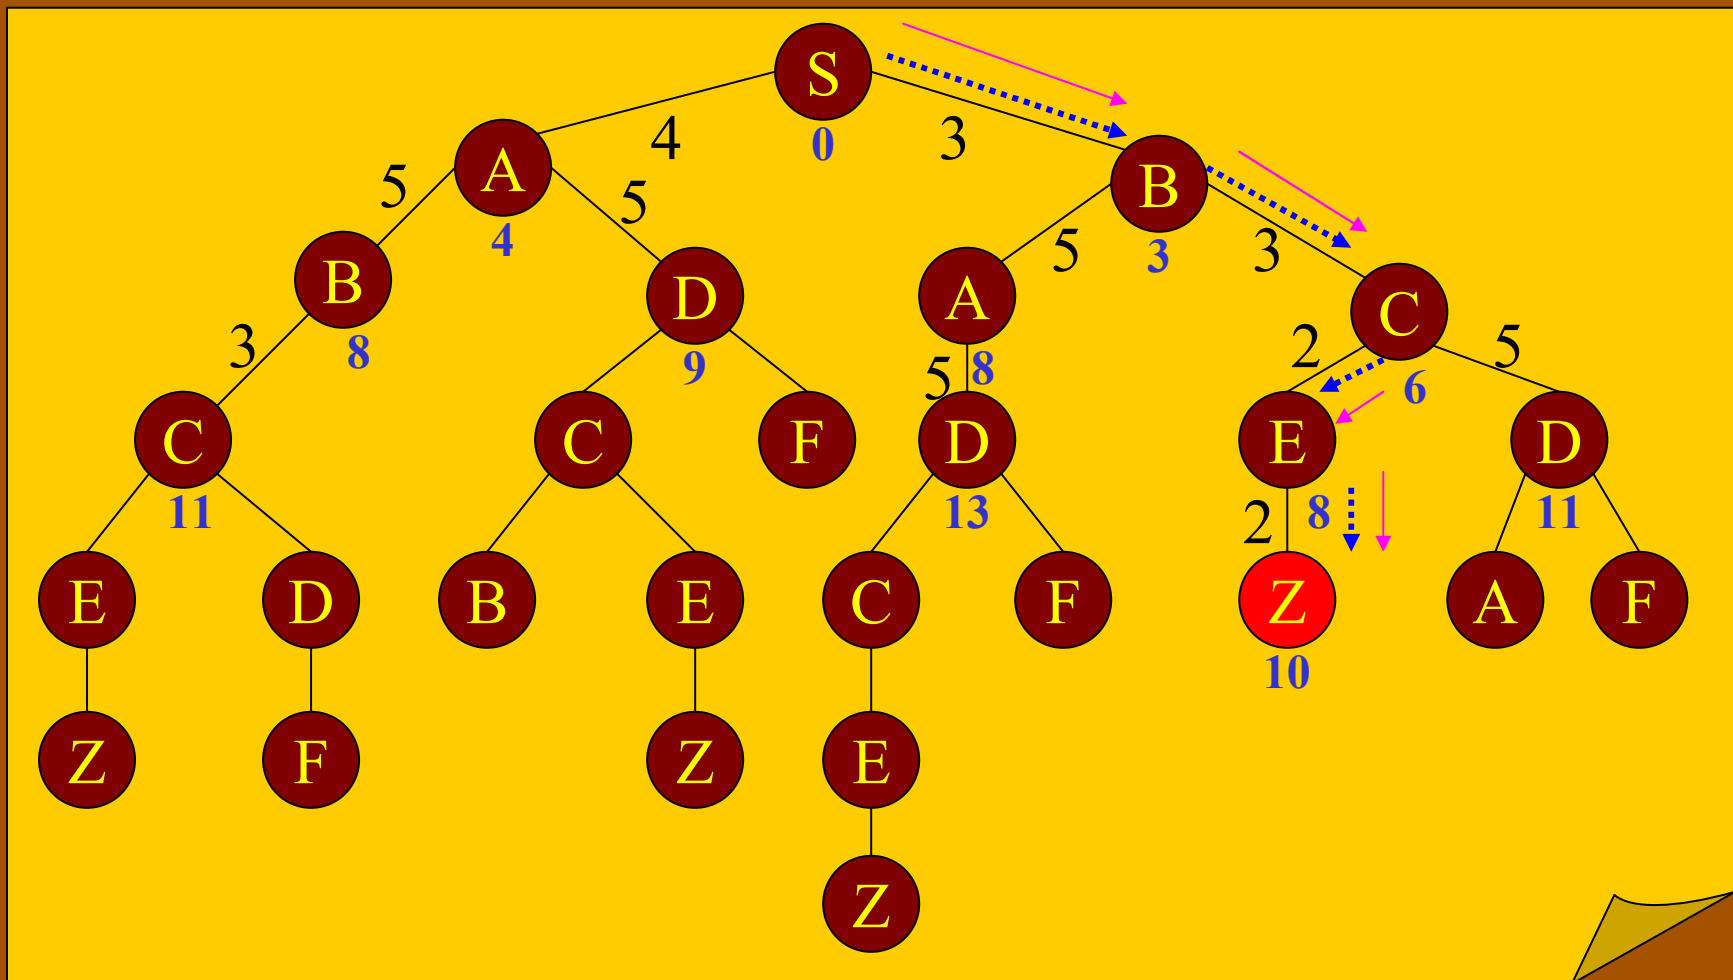 S
4 0 3
A B
5 4 5 5 3 3
B D A C
3 8 9 5 8 2 6 5
C C F D E D
11 13 2 8 11
E D B E C F Z A F
10
Z F Z E
Z